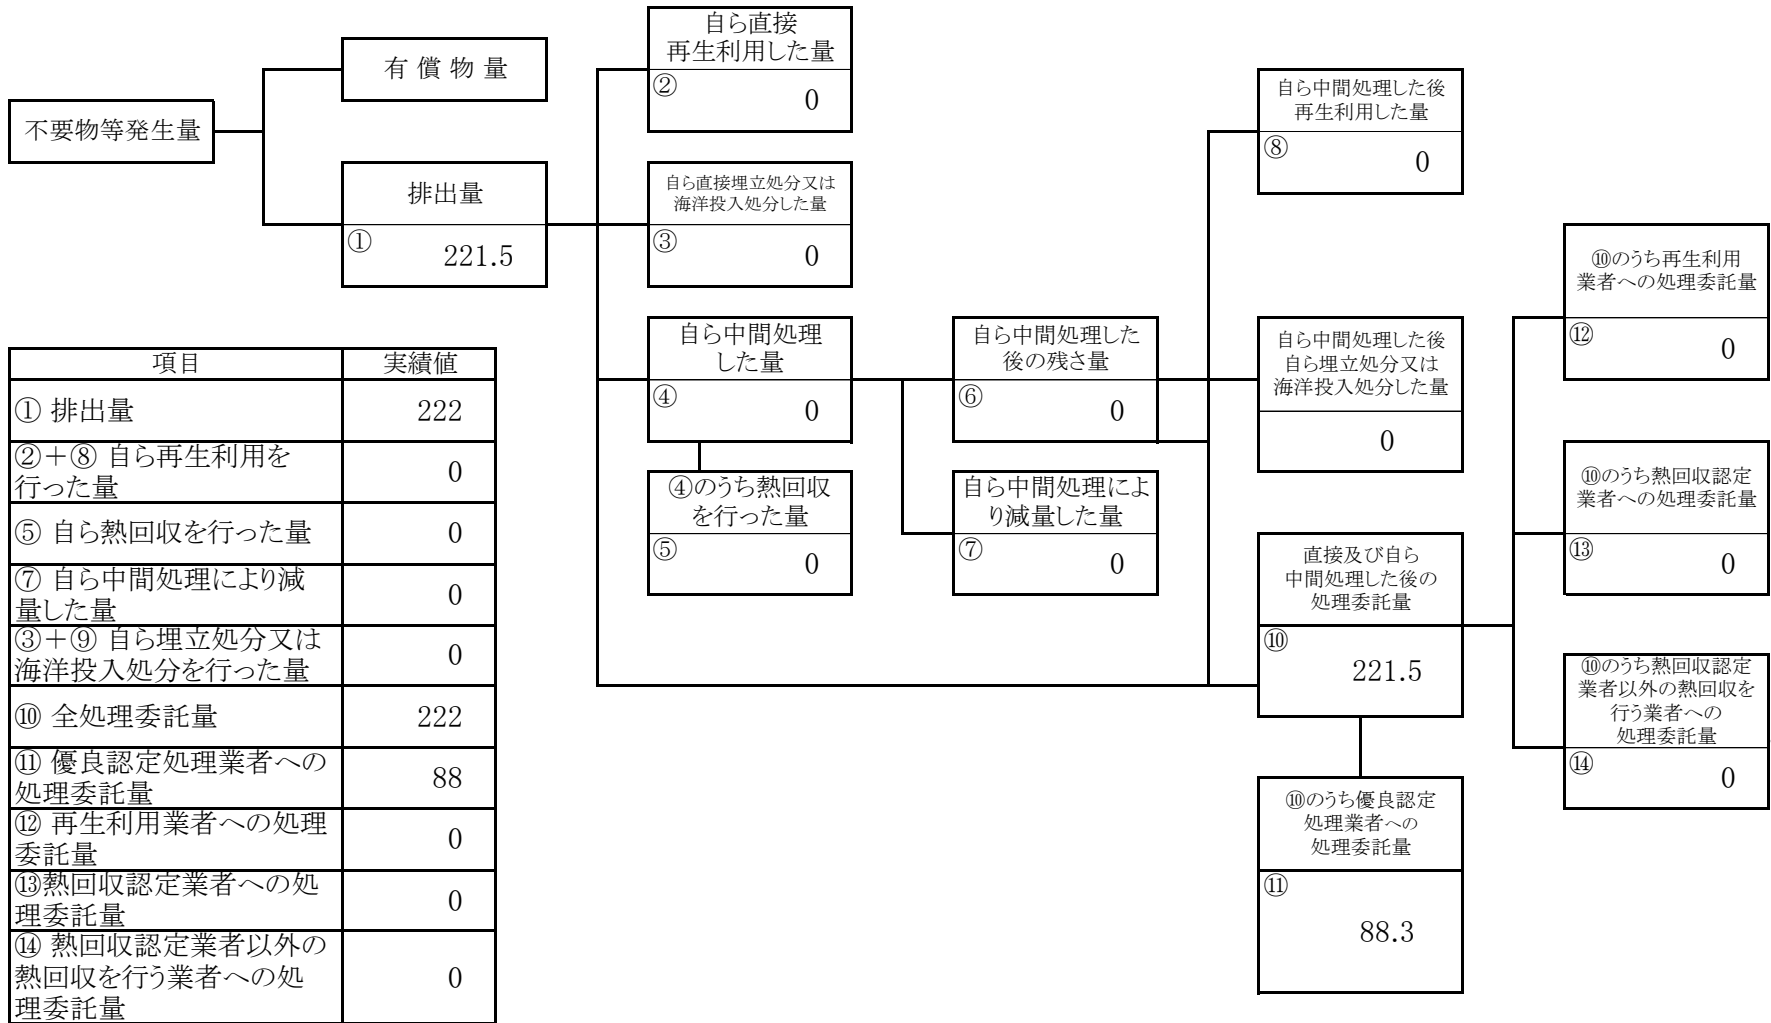 不要物等発生量
有 償 物 量
排出量
①
221.5
自ら直接
再生利用した量
②
0
自ら直接埋立処分又は
海洋投入処分した量
③
0
自ら中間処理
した量
④
0
④のうち熱回収
を行った量
⑤
0
自ら中間処理した
後の残さ量
⑥
0
自ら中間処理によ
り減量した量
⑦
0
自ら中間処理した後
再生利用した量
⑧
0
自ら中間処理した後
自ら埋立処分又は
海洋投入処分した量
0
直接及び自ら
中間処理した後の
処理委託量
⑩
221.5
⑩のうち優良認定
処理業者への
処理委託量
⑪
88.3
⑩のうち再生利用
業者への処理委託量
⑫
0
⑩のうち熱回収認定
業者への処理委託量
⑬
0
⑩のうち熱回収認定
業者以外の熱回収を
行う業者への
処理委託量
⑭
0
項目 実績値
① 排出量 222
②＋⑧ 自ら再生利用を
行った量 0
⑤ 自ら熱回収を行った量 0
⑦ 自ら中間処理により減
量した量 0
③＋⑨ 自ら埋立処分又は
海洋投入処分を行った量 0
⑩ 全処理委託量 222
⑪ 優良認定処理業者への
処理委託量 88
⑫ 再生利用業者への処理
委託量 0
⑬熱回収認定業者への処
理委託量 0
⑭ 熱回収認定業者以外の
熱回収を行う業者への処
理委託量 0